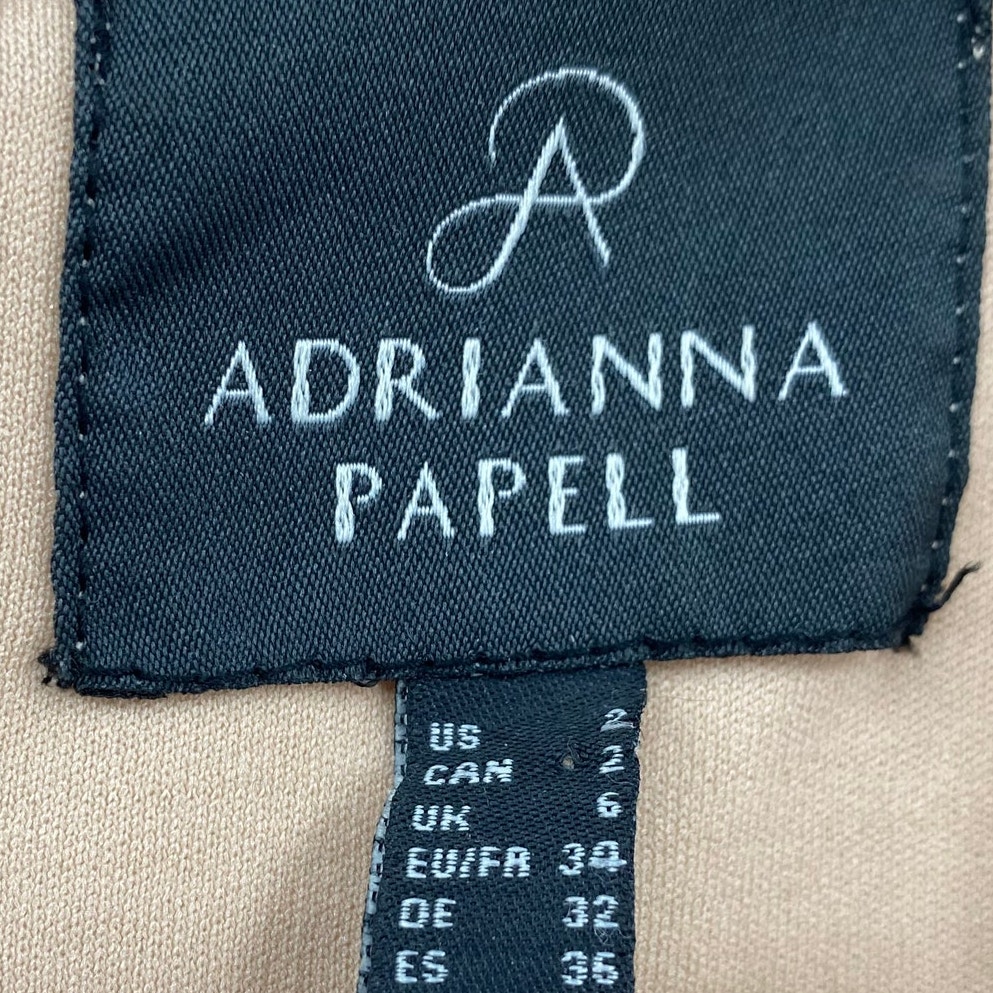 ADRIANNA
PAPELL
US 2
CAN 2
UK 6
EU/FR 34
DE 32
ES 36